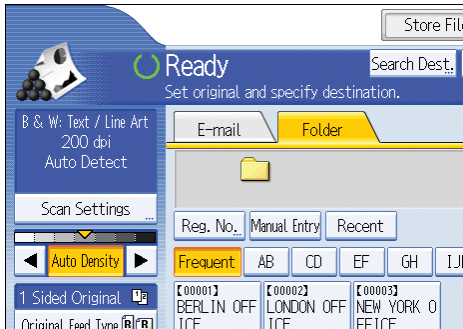 Store File
Ready
Search Dest.
Set original and specify destination.
B & W: Text / Line Art
200 dpi
Auto Detect
E-mail
Folder
Scan Settings
Reg. No.
Manual Entry
Recent
Auto Density
Frequent
AB
CD
EF
GH
IJ
1 Sided Original
[00001]
BERLIN OFF
ICE
[00002]
LONDON OFF
ICE
[00003]
NEW YORK O
FFICE
Original Feed Type